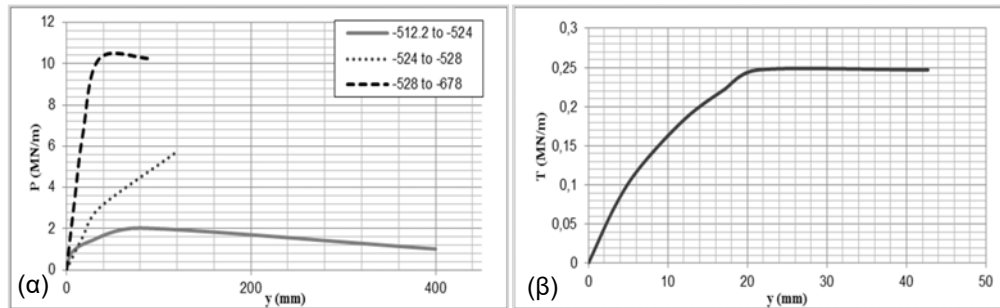 12
10
8
6
4
2
0
P (MN/m)
-512.2 to -524
-524 to -528
-528 to -678
0
200
400
y (mm)
(α)
0,3
0,25
0,2
0,15
0,1
0,05
0
T (MN/m)
0
10
20
30
40
50
y (mm)
(β)